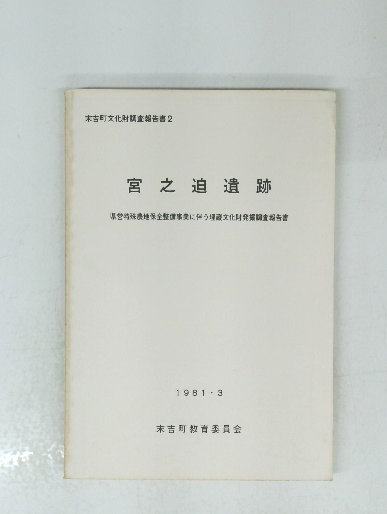 末吉町文化財調査報告書2
宮之迫遺跡
県営特殊農地保全整備事業に伴う埋蔵文化財発掘調査報告書
1981・3
末吉町教育委員会